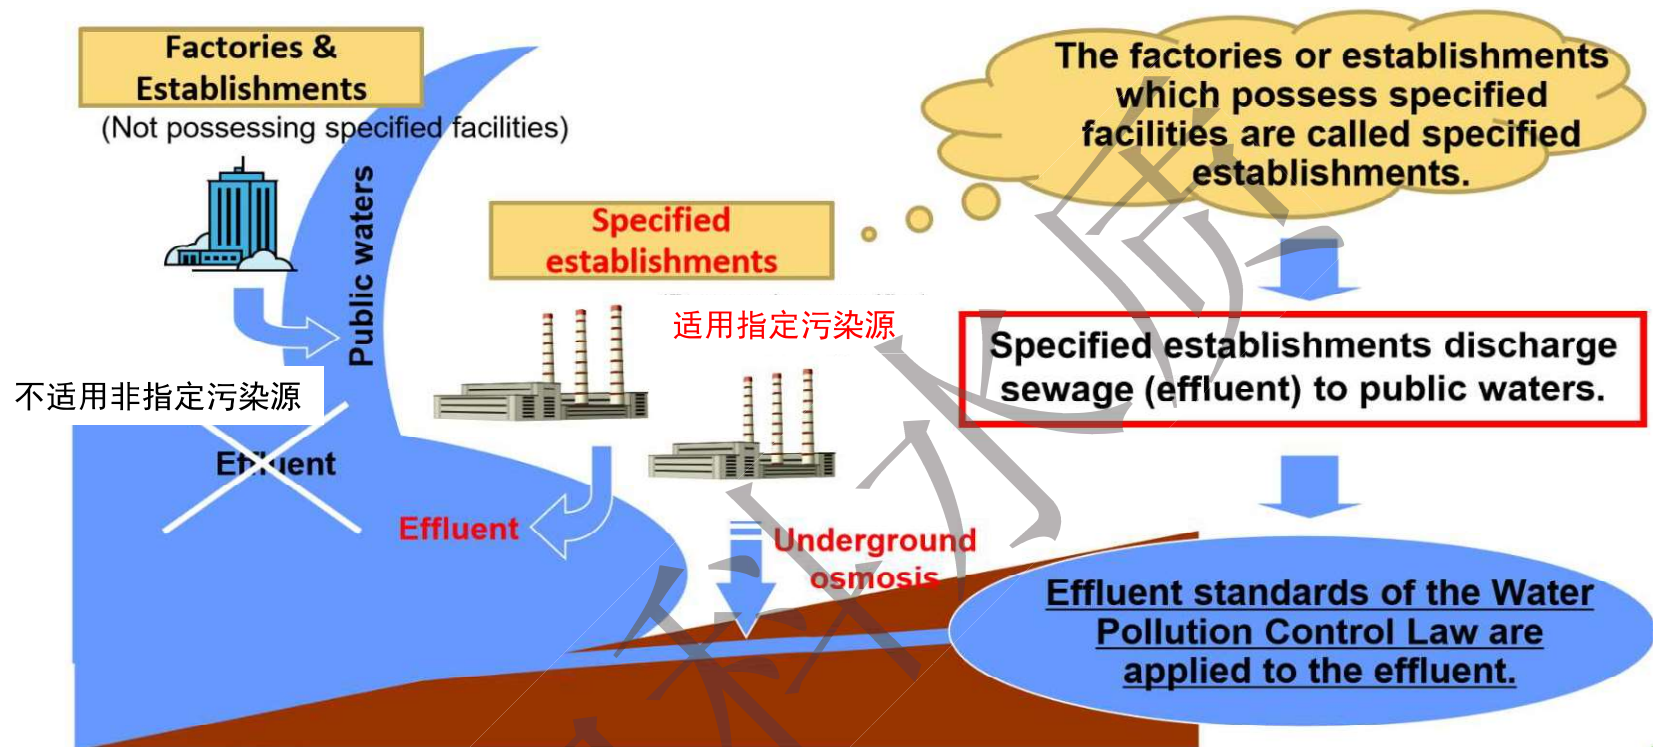 Factories &
Establishments
(Not possessing specified facilities)
Public waters
不适用非指定污染源
Effluent
Specified
establishments
适用指定污染源
Effluent
Underground
osmosis
The factories or establishments
which possess specified
facilities are called specified
establishments.
Specified establishments discharge
sewage (effluent) to public waters.
Effluent standards of the Water
Pollution Control Law are
applied to the effluent.
科水质